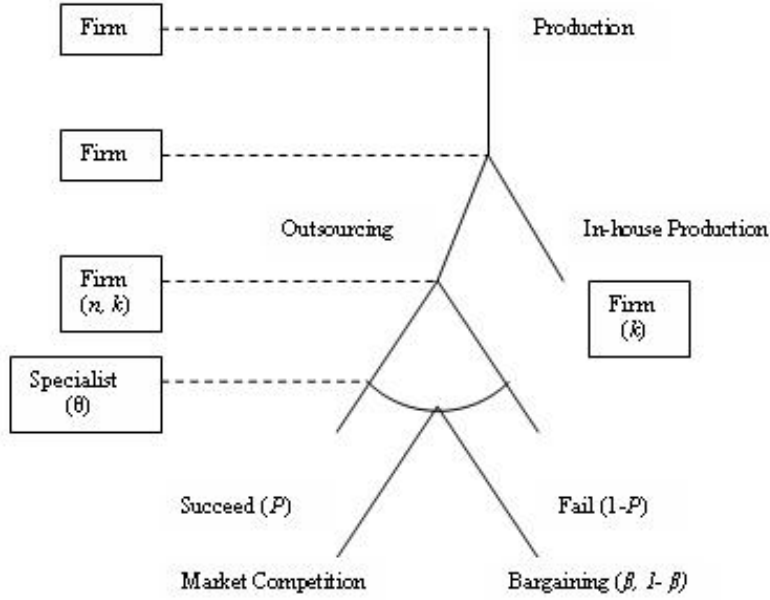 Firm
Production
Firm
Outsourcing
In-house Production
Firm
(n, k)
Firm
(k)
Specialist
(θ)
Succeed (P)
Fail (1-P)
Market Competition
Bargaining (β, 1- β)